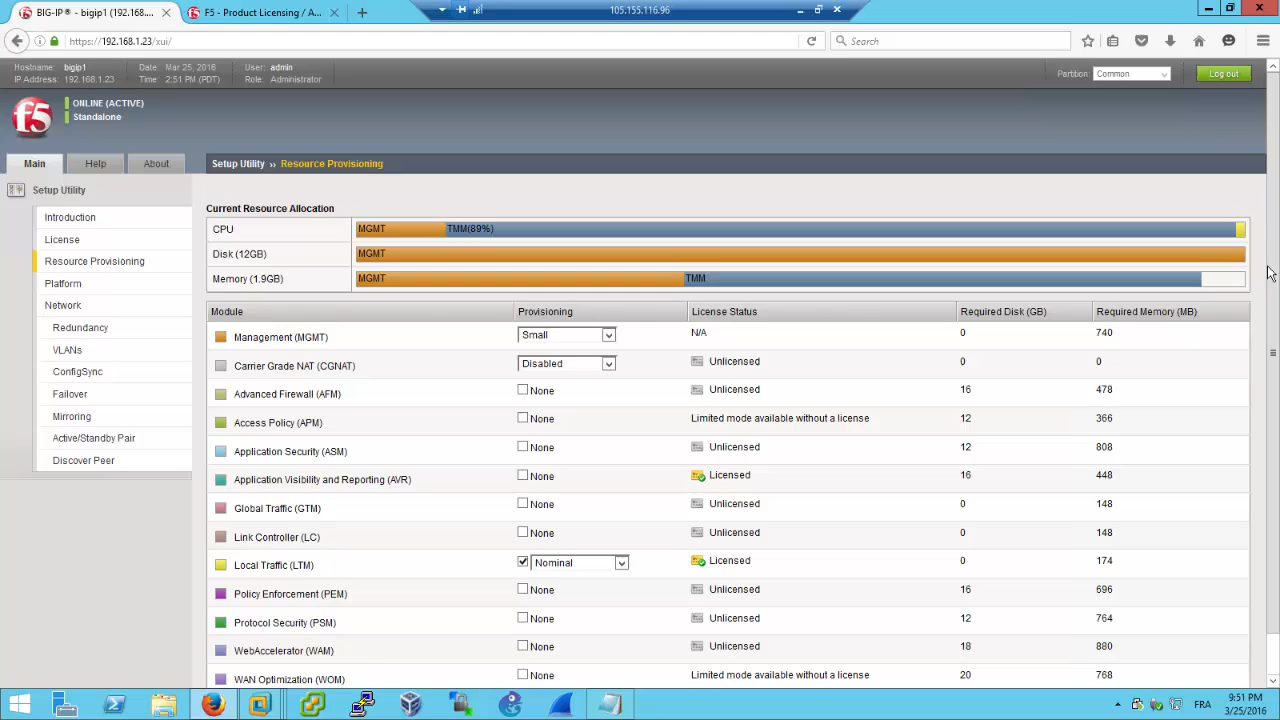 BIG-IP® - bigip1 (192.168....
F5 - Product Licensing / A...
105.155.116.96
https://192.168.1.23/xui/
Search
Hostname: bigip1 Date: Mar 25, 2016 User: admin
IP Address: 192.168.1.23 Time: 2:51 PM (PDT) Role: Administrator
Partition: Common
Log out
f5
ONLINE (ACTIVE)
Standalone
Main Help About
Setup Utility ›› Resource Provisioning
Setup Utility
Introduction
License
Resource Provisioning
Platform
Network
Redundancy
VLANs
ConfigSync
Failover
Mirroring
Active/Standby Pair
Discover Peer
Current Resource Allocation
CPU MGMT TMM(89%)
Disk (12GB) MGMT
Memory (1.9GB) MGMT TMM
Module Provisioning License Status Required Disk (GB) Required Memory (MB)
Management (MGMT) Small N/A 0 740
Carrier Grade NAT (CGNAT) Disabled Unlicensed 0 0
Advanced Firewall (AFM) None Unlicensed 16 478
Access Policy (APM) None Limited mode available without a license 12 366
Application Security (ASM) None Unlicensed 12 808
Application Visibility and Reporting (AVR) None Licensed 16 448
Global Traffic (GTM) None Unlicensed 0 148
Link Controller (LC) None Unlicensed 0 148
Local Traffic (LTM) Nominal Licensed 0 174
Policy Enforcement (PEM) None Unlicensed 16 696
Protocol Security (PSM) None Unlicensed 12 764
WebAccelerator (WAM) None Unlicensed 18 880
WAN Optimization (WOM) None Limited mode available without a license 20 768
FRA
9:51 PM
3/25/2016